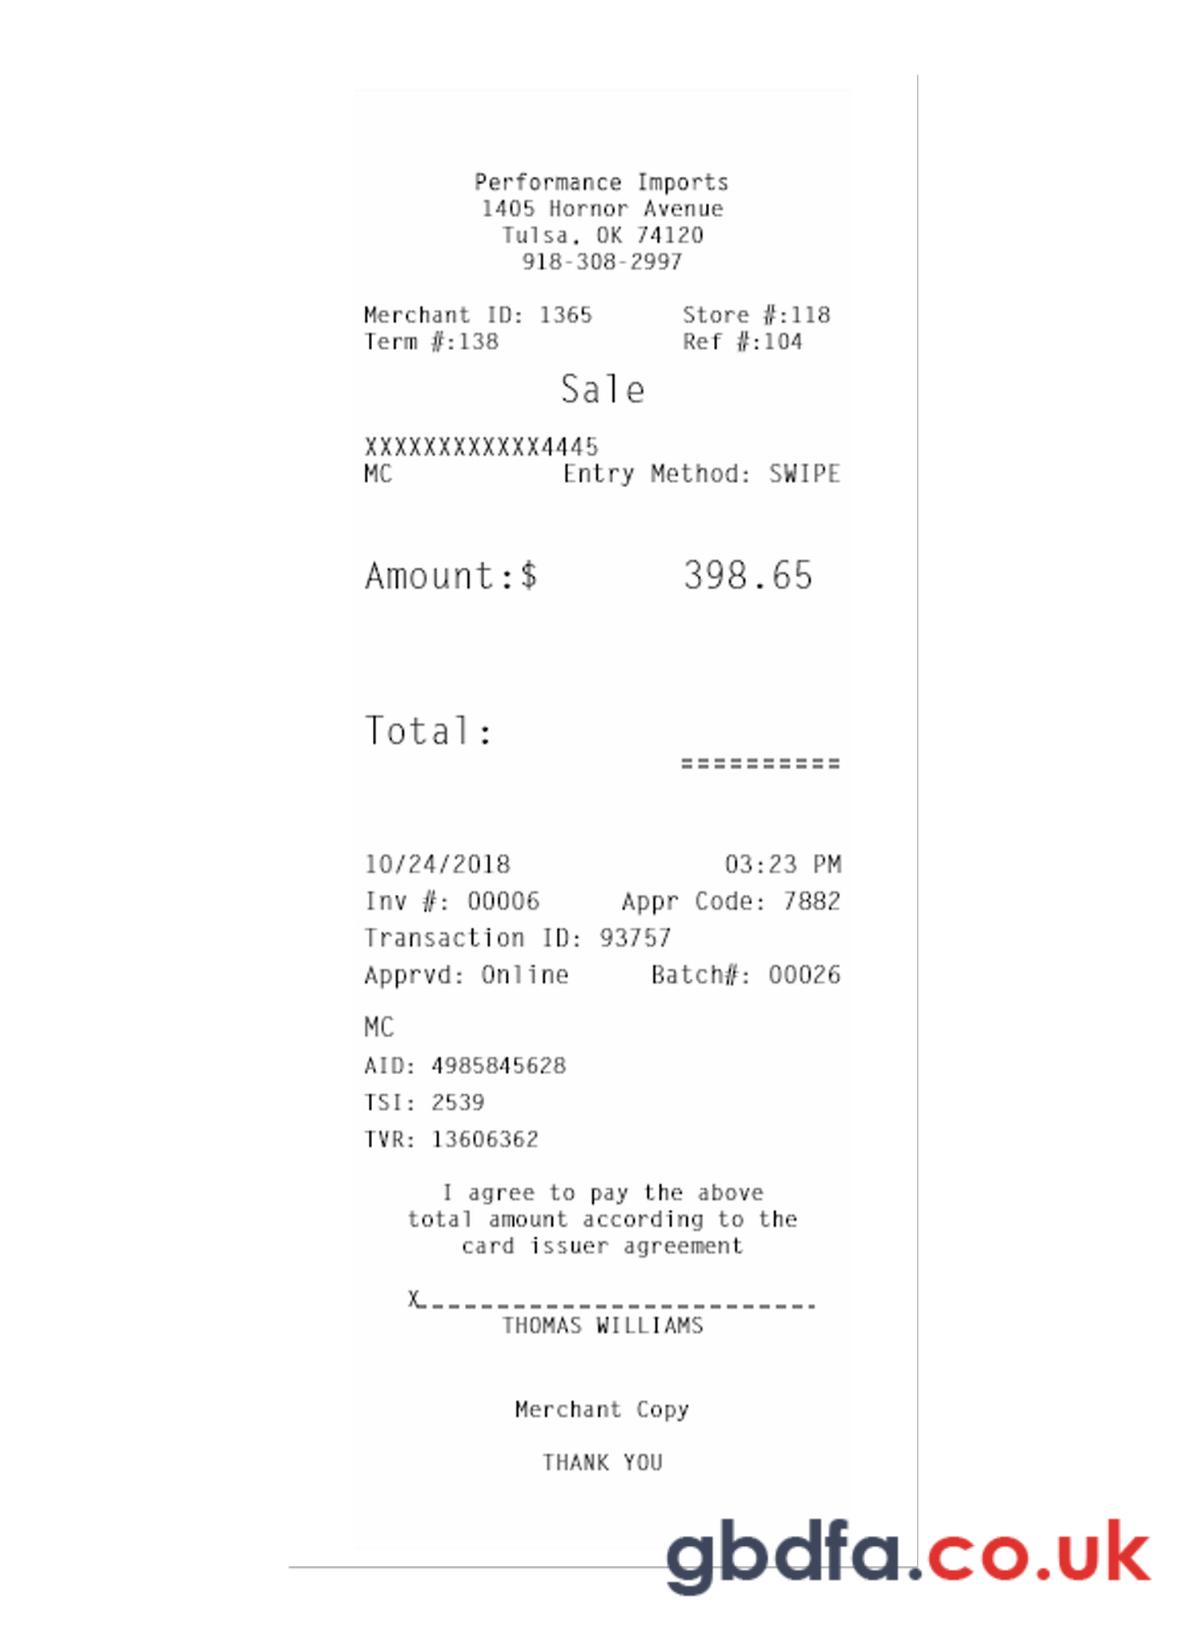 Performance Imports
1405 Hornor Avenue
Tulsa, OK 74120
918-308-2997
Merchant ID: 1365 Store #:118
Term #:138 Ref #:104
Sale
XXXXXXXXXXXX4445
MC Entry Method: SWIPE
Amount:$ 398.65
Total:
==========
10/24/2018 03:23 PM
Inv #: 00006 Appr Code: 7882
Transaction ID: 93757
Apprvd: Online Batch#: 00026
MC
AID: 4985845628
TSI: 2539
TVR: 13606362
I agree to pay the above
total amount according to the
card issuer agreement
X_________________________
THOMAS WILLIAMS
Merchant Copy
THANK YOU
gbdfa.co.uk